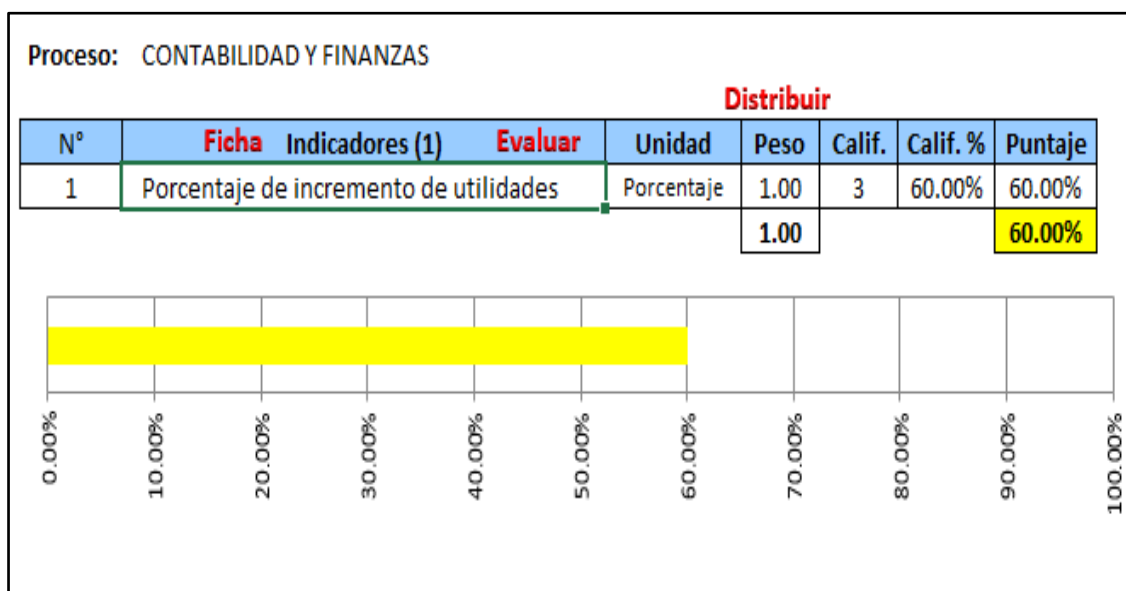 Proceso: CONTABILIDAD Y FINANZAS
Distribuir
N° Ficha Indicadores (1) Evaluar Unidad Peso Calif. Calif. % Puntaje
1 Porcentaje de incremento de utilidades Porcentaje 1.00 3 60.00% 60.00%
1.00 60.00%
0.00% 10.00% 20.00% 30.00% 40.00% 50.00% 60.00% 70.00% 80.00% 90.00% 100.00%